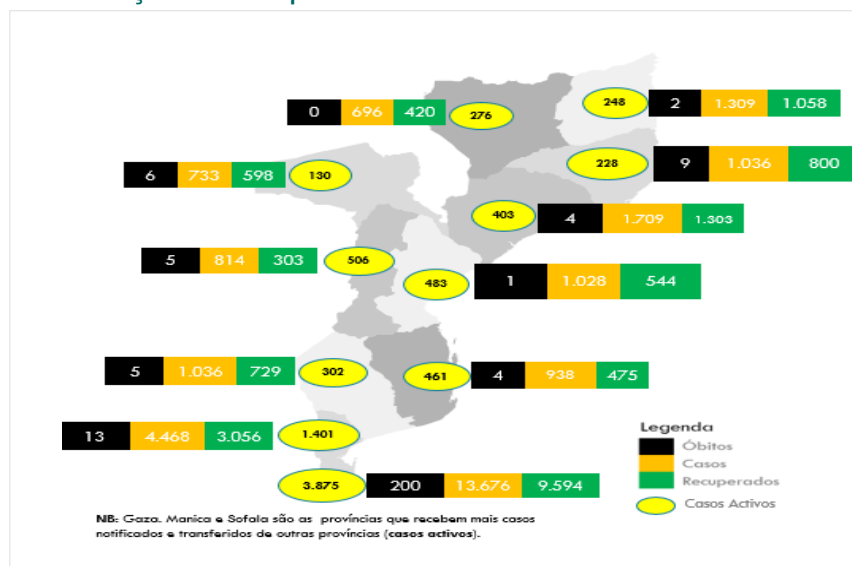 0 696 420 276
248 2 1.309 1.058
6 733 598 130
228 9 1.036 800
403 4 1.709 1.303
5 814 303 506
483 1 1.028 544
5 1.036 729 302
461 4 938 475
13 4.468 3.056 1.401
3.875 200 13.676 9.594
Legenda
Óbitos
Casos
Recuperados
Casos Activos
NB: Gaza. Manica e Sofala são as províncias que recebem mais casos
notificados e transferidos de outras províncias (casos activos).